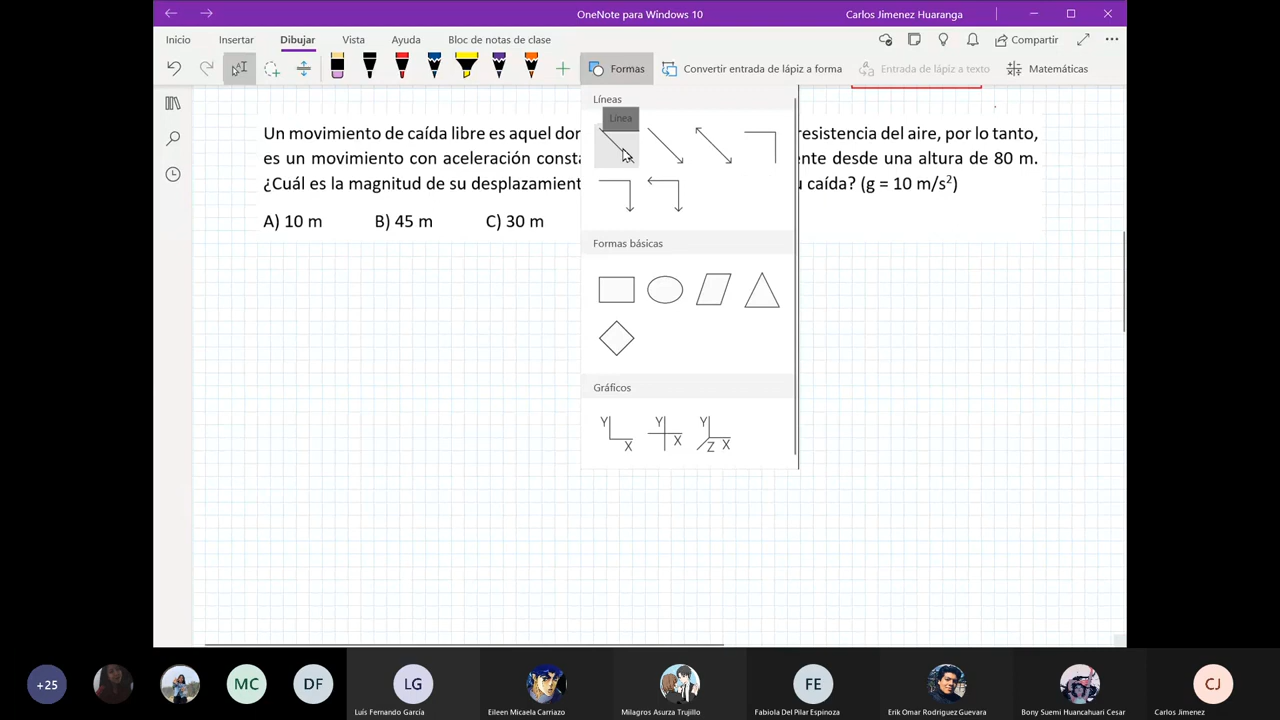 OneNote para Windows 10
Carlos Jimenez Huaranga
Inicio Insertar Dibujar Vista Ayuda Bloc de notas de clase Compartir
Formas Convertir entrada de lápiz a forma Entrada de lápiz a texto Matemáticas
Líneas
Línea
Un movimiento de caída libre es aquel resistencia del aire, por lo tanto,
es un movimiento con aceleración nte desde una altura de 80 m.
¿Cuál es la magnitud de su caída? (g = 10 m/s²)
A) 10 m B) 45 m C) 30 m
Formas básicas
Gráficos
Y X Y X Y Z X
+25 MC DF LG FE CJ
Luis Fernando García Eileen Micaela Carriazo Milagros Asurza Trujillo Fabiola Del Pilar Espinoza Erik Omar Rodriguez Guevara Bony Suemi Huancahuari Cesar Carlos Jimenez